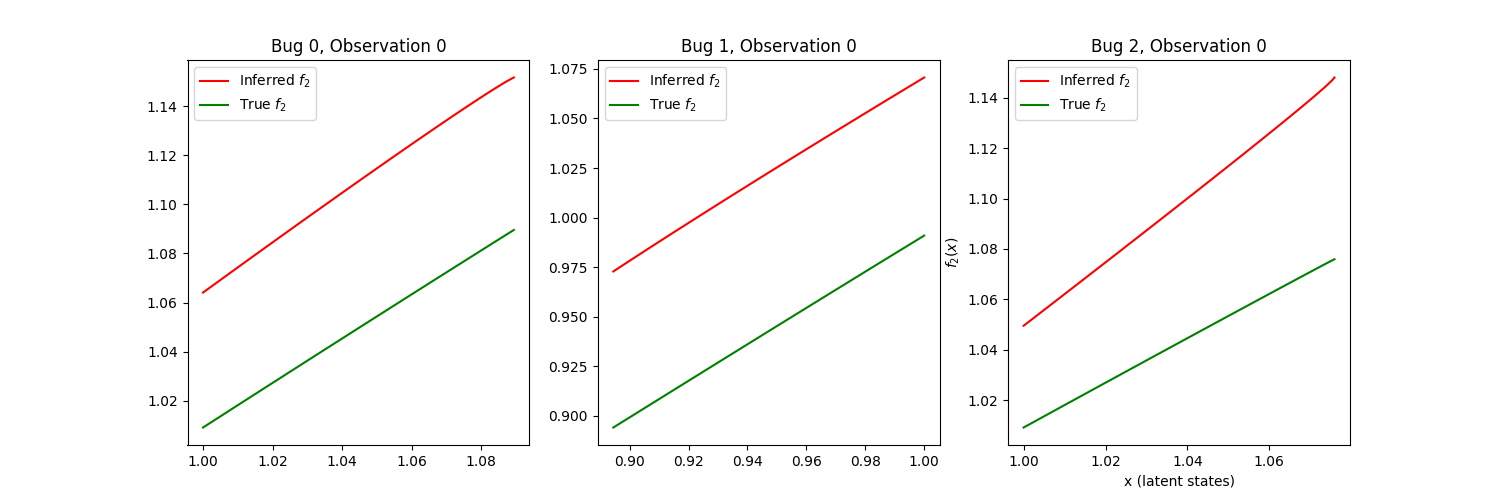 Bug 0, Observation 0
Inferred f₂
True f₂
1.14
1.12
1.10
1.08
1.06
1.04
1.02
1.00 1.02 1.04 1.06 1.08
Bug 1, Observation 0
Inferred f₂
True f₂
1.075
1.050
1.025
1.000
0.975
0.950
0.925
0.900
0.90 0.92 0.94 0.96 0.98 1.00
Bug 2, Observation 0
Inferred f₂
True f₂
f₂(x)
1.14
1.12
1.10
1.08
1.06
1.04
1.02
1.00 1.02 1.04 1.06
x (latent states)